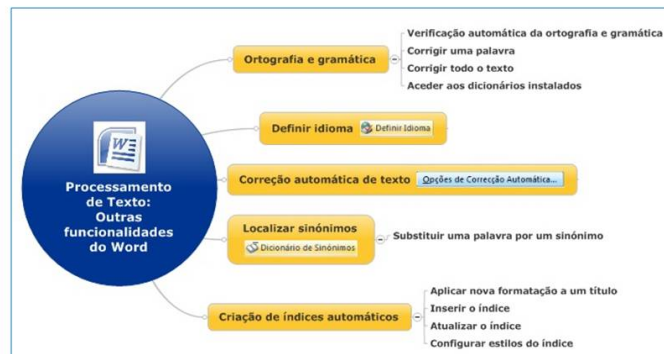 W
Processamento
de Texto:
Outras
funcionalidades
do Word
Ortografia e gramática
Verificação automática da ortografia e gramática
Corrigir uma palavra
Corrigir todo o texto
Aceder aos dicionários instalados
Definir idioma Definir Idioma
Correção automática de texto Opções de Correcção Automática...
Localizar sinónimos
Dicionário de Sinónimos
Substituir uma palavra por um sinónimo
Criação de índices automáticos
Aplicar nova formatação a um título
Inserir o índice
Atualizar o índice
Configurar estilos do índice